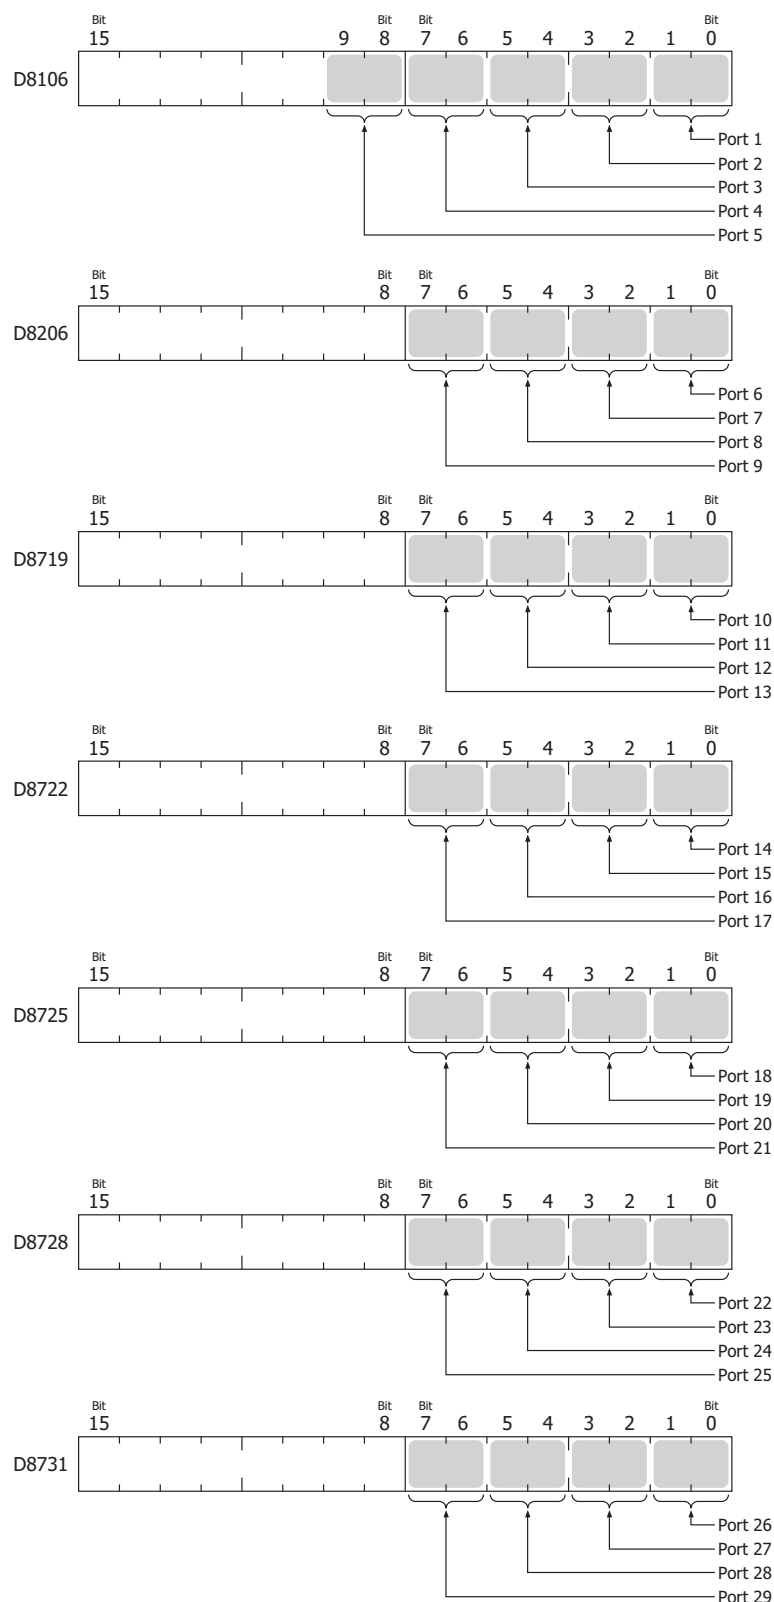 Bit Bit Bit Bit
15 9 8 7 6 5 4 3 2 1 0
D8106
Port 1
Port 2
Port 3
Port 4
Port 5
Bit Bit Bit Bit
15 8 7 6 5 4 3 2 1 0
D8206
Port 6
Port 7
Port 8
Port 9
Bit Bit Bit Bit
15 8 7 6 5 4 3 2 1 0
D8719
Port 10
Port 11
Port 12
Port 13
Bit Bit Bit Bit
15 8 7 6 5 4 3 2 1 0
D8722
Port 14
Port 15
Port 16
Port 17
Bit Bit Bit Bit
15 8 7 6 5 4 3 2 1 0
D8725
Port 18
Port 19
Port 20
Port 21
Bit Bit Bit Bit
15 8 7 6 5 4 3 2 1 0
D8728
Port 22
Port 23
Port 24
Port 25
Bit Bit Bit Bit
15 8 7 6 5 4 3 2 1 0
D8731
Port 26
Port 27
Port 28
Port 29